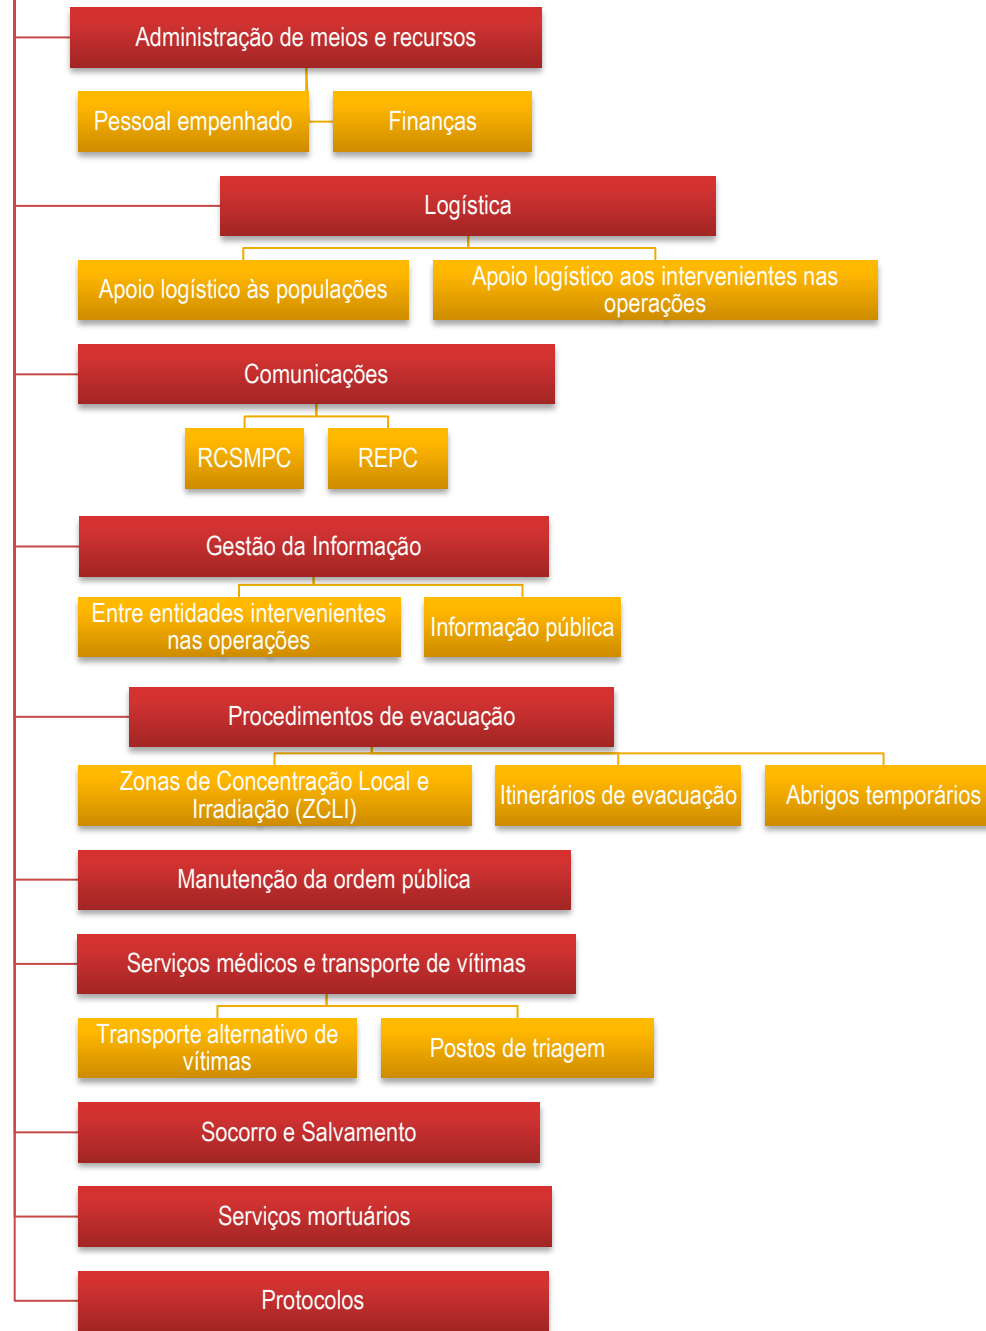 Administração de meios e recursos
Pessoal empenhado
Finanças
Logística
Apoio logístico às populações
Apoio logístico aos intervenientes nas
operações
Comunicações
RCSMPC
REPC
Gestão da Informação
Entre entidades intervenientes
nas operações
Informação pública
Procedimentos de evacuação
Zonas de Concentração Local e
Irradiação (ZCLI)
Itinerários de evacuação
Abrigos temporários
Manutenção da ordem pública
Serviços médicos e transporte de vítimas
Transporte alternativo de
vítimas
Postos de triagem
Socorro e Salvamento
Serviços mortuários
Protocolos